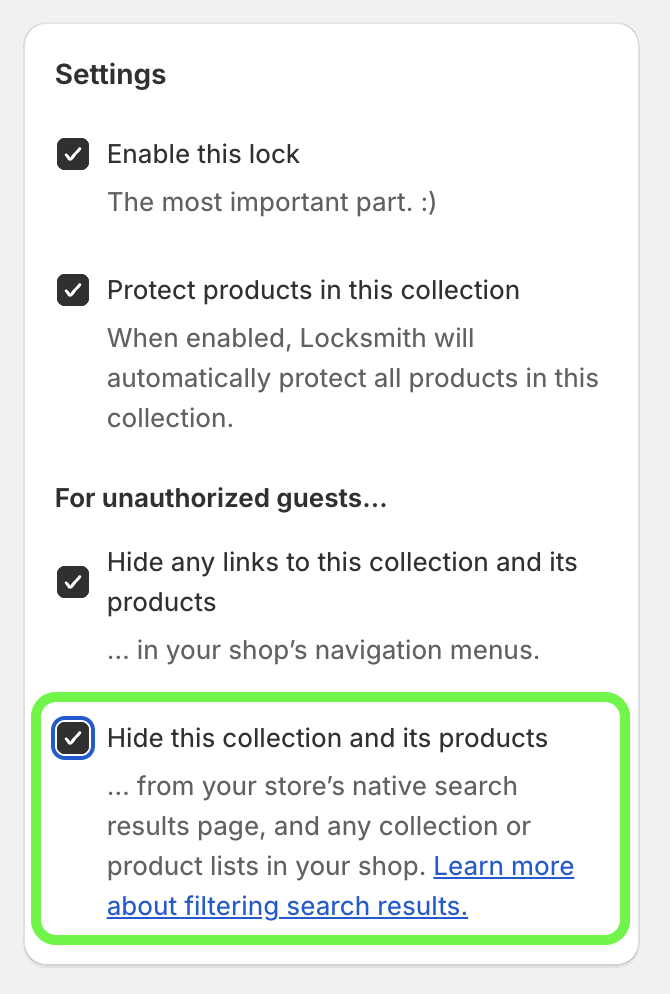 Settings
Enable this lock
The most important part. :)
Protect products in this collection
When enabled, Locksmith will
automatically protect all products in this
collection.
For unauthorized guests...
Hide any links to this collection and its
products
... in your shop’s navigation menus.
Hide this collection and its products
... from your store’s native search
results page, and any collection or
product lists in your shop. Learn more
about filtering search results.